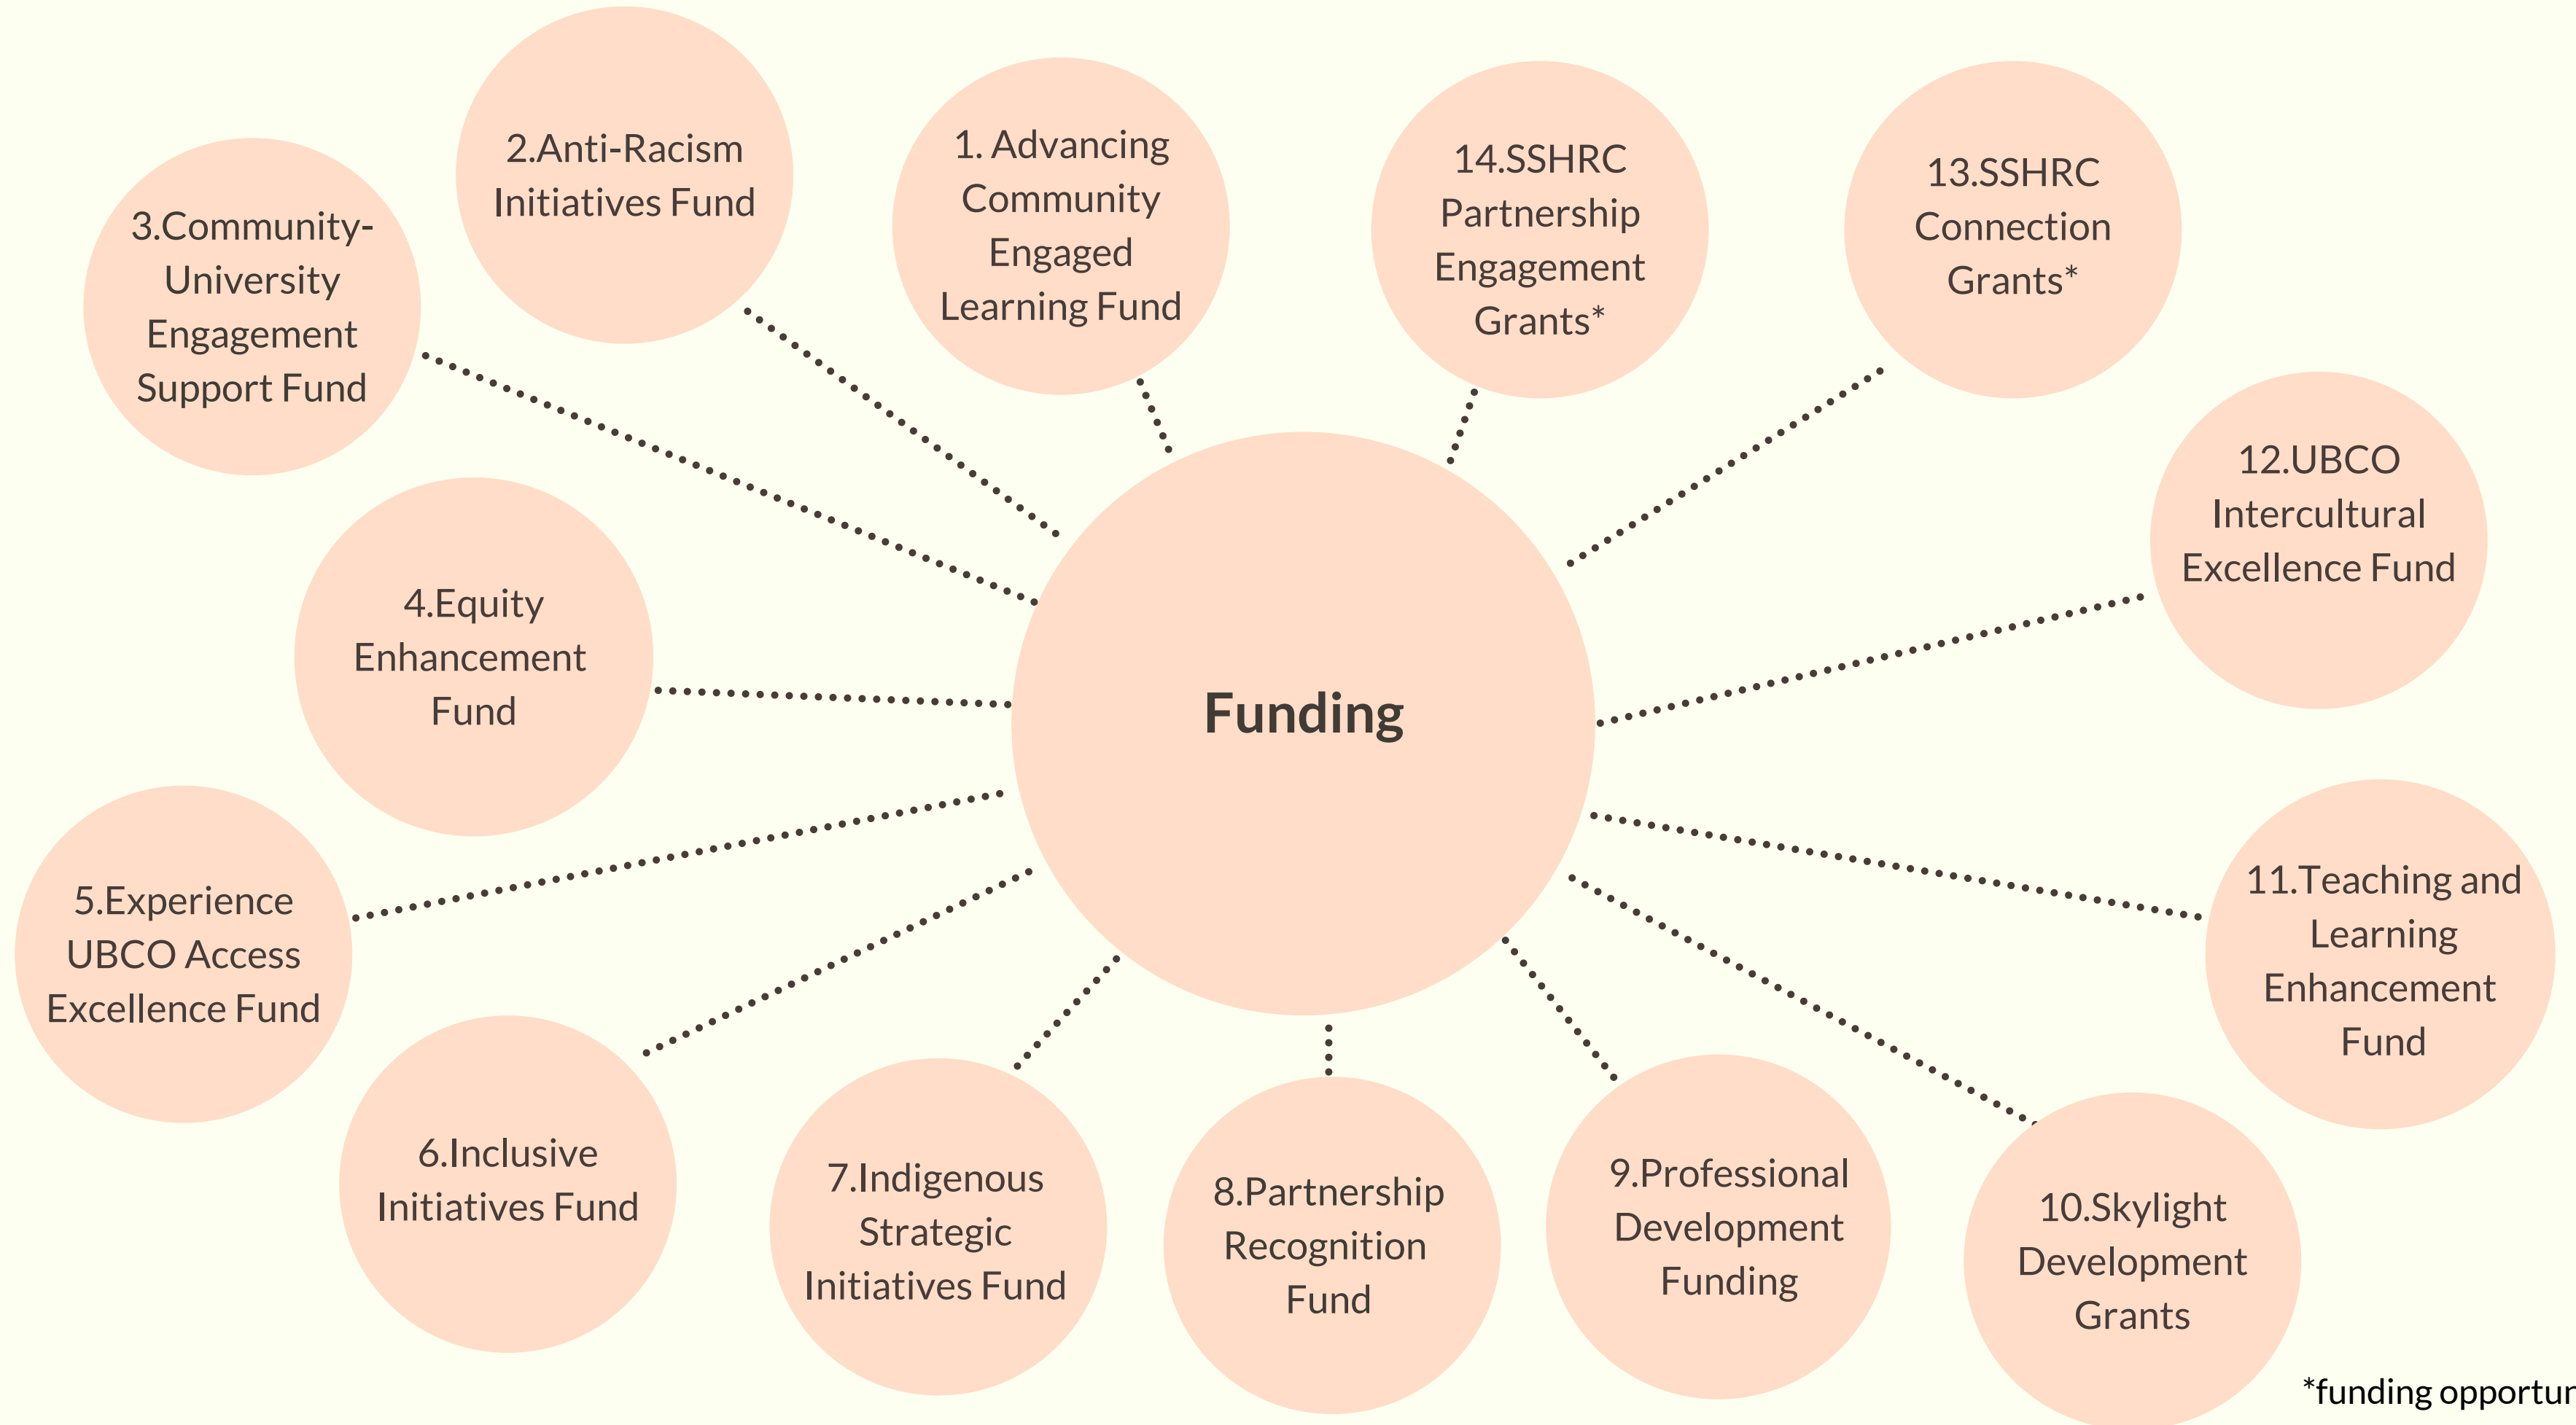 1. Advancing
Community
Engaged
Learning Fund
2.Anti-Racism
Initiatives Fund
3.Community-
University
Engagement
Support Fund
4.Equity
Enhancement
Fund
5.Experience
UBCO Access
Excellence Fund
6.Inclusive
Initiatives Fund
7.Indigenous
Strategic
Initiatives Fund
8.Partnership
Recognition
Fund
9.Professional
Development
Funding
10.Skylight
Development
Grants
11.Teaching and
Learning
Enhancement
Fund
12.UBCO
Intercultural
Excellence Fund
13.SSHRC
Connection
Grants*
14.SSHRC
Partnership
Engagement
Grants*
Funding
*funding